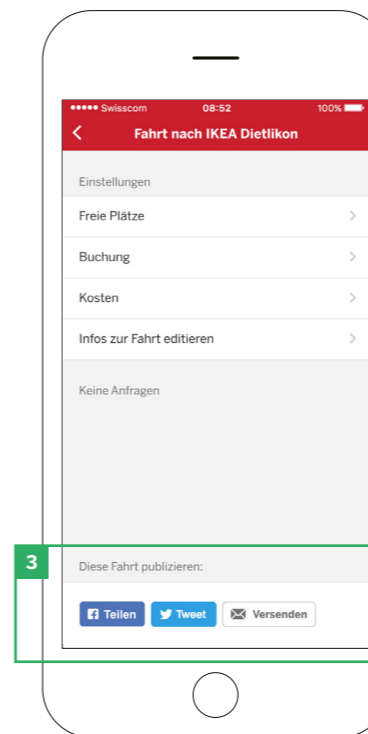 Swisscom 08:52 100%
Fahrt nach IKEA Dietlikon
Einstellungen
Freie Plätze
Buchung
Kosten
Infos zur Fahrt editieren
Keine Anfragen
3
Diese Fahrt publizieren:
Teilen Tweet Versenden